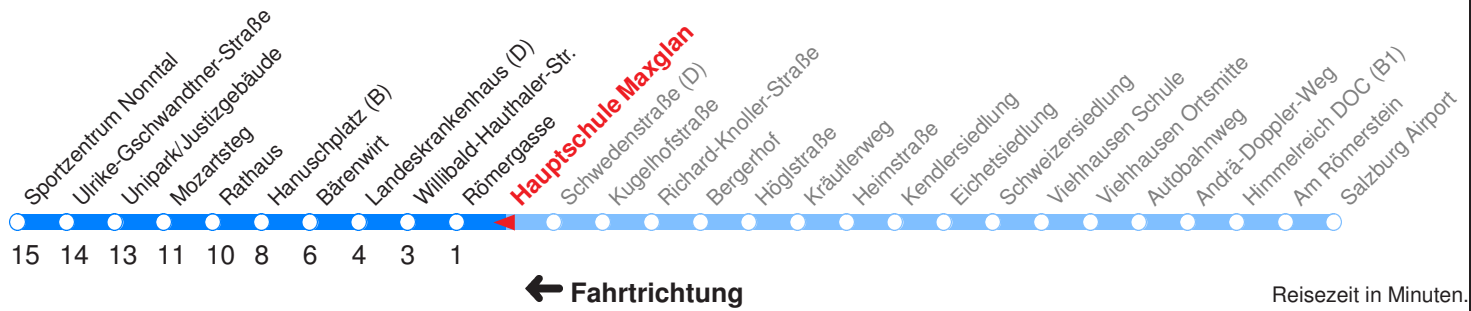 Sportzentrum Nonntal
Ulrike-Gschwandtner-Straße
Unipark/Justizgebäude
Mozartsteg
Rathaus
Hanuschplatz (B)
Bärenwirt
Landeskrankenhaus (D)
Willibald-Hauthaler-Str.
Römergasse
Hauptschule Maxglan
Schwedenstraße (D)
Kugelhofstraße
Richard-Knoller-Straße
Bergerhof
Höglstraße
Kräutlerweg
Heimstraße
Kendlersiedlung
Eichetsiedlung
Schweizersiedlung
Viehhausen Schule
Viehhausen Ortsmitte
Autobahnweg
Andrä-Doppler-Weg
Himmelreich DOC (B1)
Am Römerstein
Salzburg Airport
15 14 13 11 10 8 6 4 3 1
Fahrtrichtung
Reisezeit in Minuten.